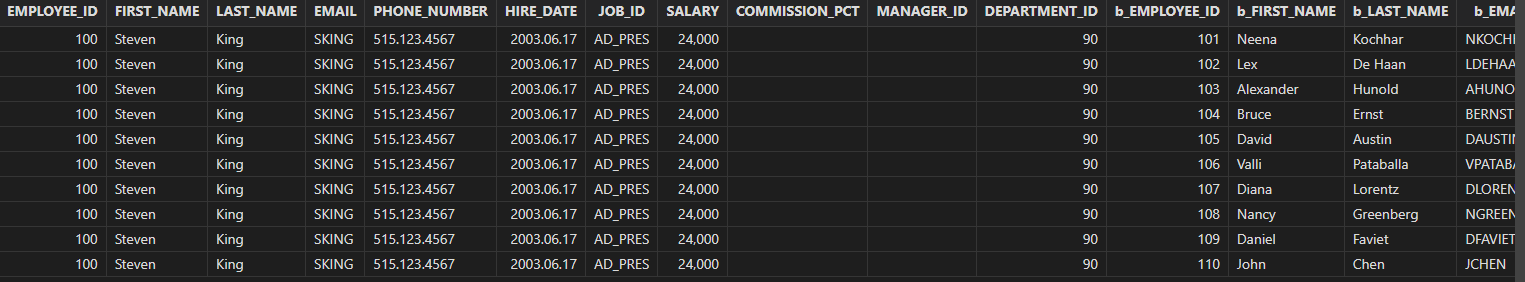 EMPLOYEE_ID FIRST_NAME LAST_NAME EMAIL PHONE_NUMBER HIRE_DATE JOB_ID SALARY COMMISSION_PCT MANAGER_ID DEPARTMENT_ID b_EMPLOYEE_ID b_FIRST_NAME b_LAST_NAME b_EMA
100 Steven King SKING 515.123.4567 2003.06.17 AD_PRES 24,000 90 101 Neena Kochhar NKOCH
100 Steven King SKING 515.123.4567 2003.06.17 AD_PRES 24,000 90 102 Lex De Haan LDEHAA
100 Steven King SKING 515.123.4567 2003.06.17 AD_PRES 24,000 90 103 Alexander Hunold AHUNO
100 Steven King SKING 515.123.4567 2003.06.17 AD_PRES 24,000 90 104 Bruce Ernst BERNST
100 Steven King SKING 515.123.4567 2003.06.17 AD_PRES 24,000 90 105 David Austin DAUSTI
100 Steven King SKING 515.123.4567 2003.06.17 AD_PRES 24,000 90 106 Valli Pataballa VPATAB
100 Steven King SKING 515.123.4567 2003.06.17 AD_PRES 24,000 90 107 Diana Lorentz DLOREN
100 Steven King SKING 515.123.4567 2003.06.17 AD_PRES 24,000 90 108 Nancy Greenberg NGREEN
100 Steven King SKING 515.123.4567 2003.06.17 AD_PRES 24,000 90 109 Daniel Faviet DFAVIET
100 Steven King SKING 515.123.4567 2003.06.17 AD_PRES 24,000 90 110 John Chen JCHEN